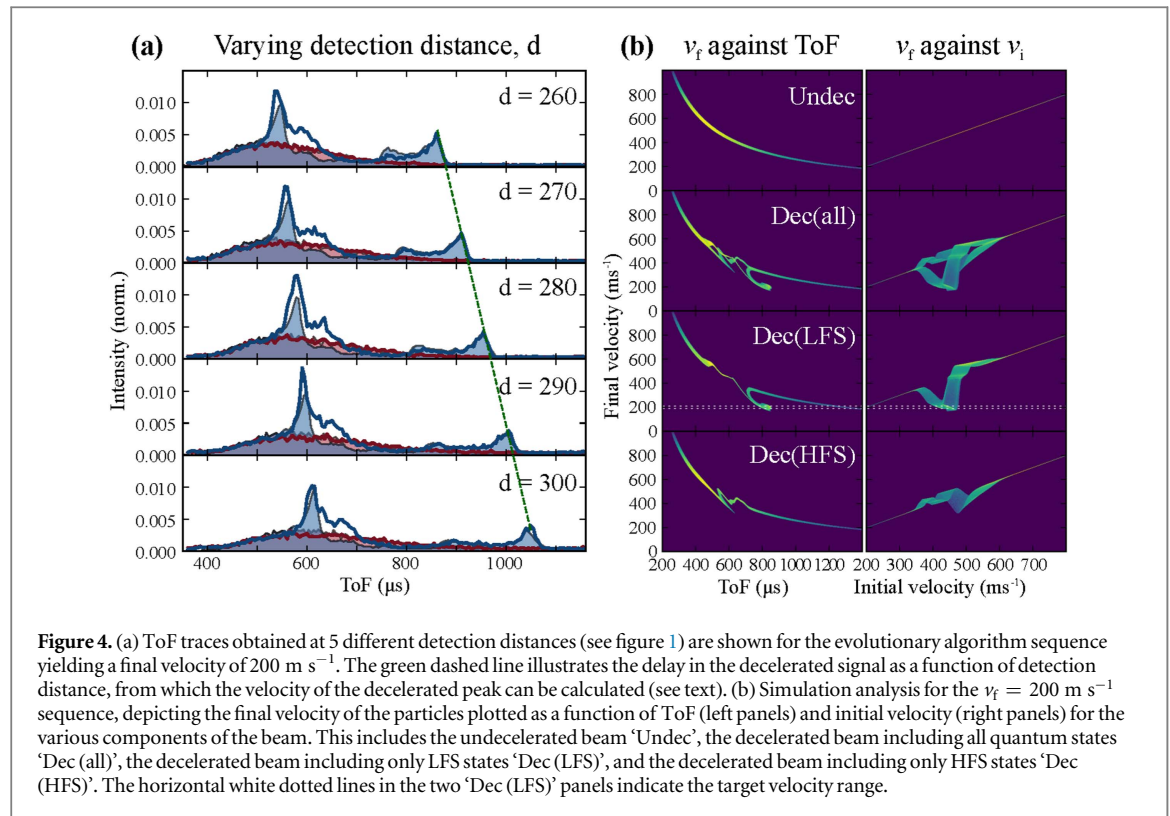 (a) Varying detection distance, d
d = 260
0.010
0.005
0.000
d = 270
0.010
0.005
0.000
d = 280
0.010
0.005
0.000
d = 290
0.010
0.005
0.000
d = 300
0.010
0.005
0.000
Intensity (norm.)
400 600 800 1000
ToF (μs)
(b) v_f against ToF v_f against v_i
Undec
800
600
400
200
0
Dec(all)
800
600
400
200
0
Dec(LFS)
800
600
400
200
0
Dec(HFS)
800
600
400
200
0
Final velocity (ms⁻¹)
200 400 600 800 1000 1200 200 300 400 500 600 700
ToF (μs) Initial velocity (ms⁻¹)
Figure 4. (a) ToF traces obtained at 5 different detection distances (see figure 1) are shown for the evolutionary algorithm sequence
yielding a final velocity of 200 m s⁻¹. The green dashed line illustrates the delay in the decelerated signal as a function of detection
distance, from which the velocity of the decelerated peak can be calculated (see text). (b) Simulation analysis for the v_f = 200 m s⁻¹
sequence, depicting the final velocity of the particles plotted as a function of ToF (left panels) and initial velocity (right panels) for the
various components of the beam. This includes the undecelerated beam ‘Undec’, the decelerated beam including all quantum states
‘Dec (all)’, the decelerated beam including only LFS states ‘Dec (LFS)’, and the decelerated beam including only HFS states ‘Dec
(HFS)’. The horizontal white dotted lines in the two ‘Dec (LFS)’ panels indicate the target velocity range.